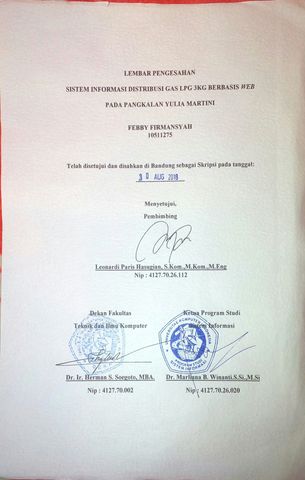 LEMBAR PENGESAHAN
SISTEM INFORMASI DISTRIBUSI GAS LPG 3KG BERBASIS WEB
PADA PANGKALAN YULIA MARTINI
FEBBY FIRMANSYAH
10511275
Telah disetujui dan disahkan di Bandung sebagai Skripsi pada tanggal:
30 AUG 2018
Menyetujui,
Pembimbing
Leonardi Paris Hasugian, S.Kom.,M.Kom.,M.Eng
Nip : 4127.70.26.112
Dekan Fakultas
Teknik dan Ilmu Komputer
Dr. Ir. Herman S. Soegoto, MBA.
Nip : 4127.70.002
Ketua Program Studi
Sistem Informasi
Dr. Marliana B. Winanti.S.Si.,M.Si
Nip : 4127.70.26.020